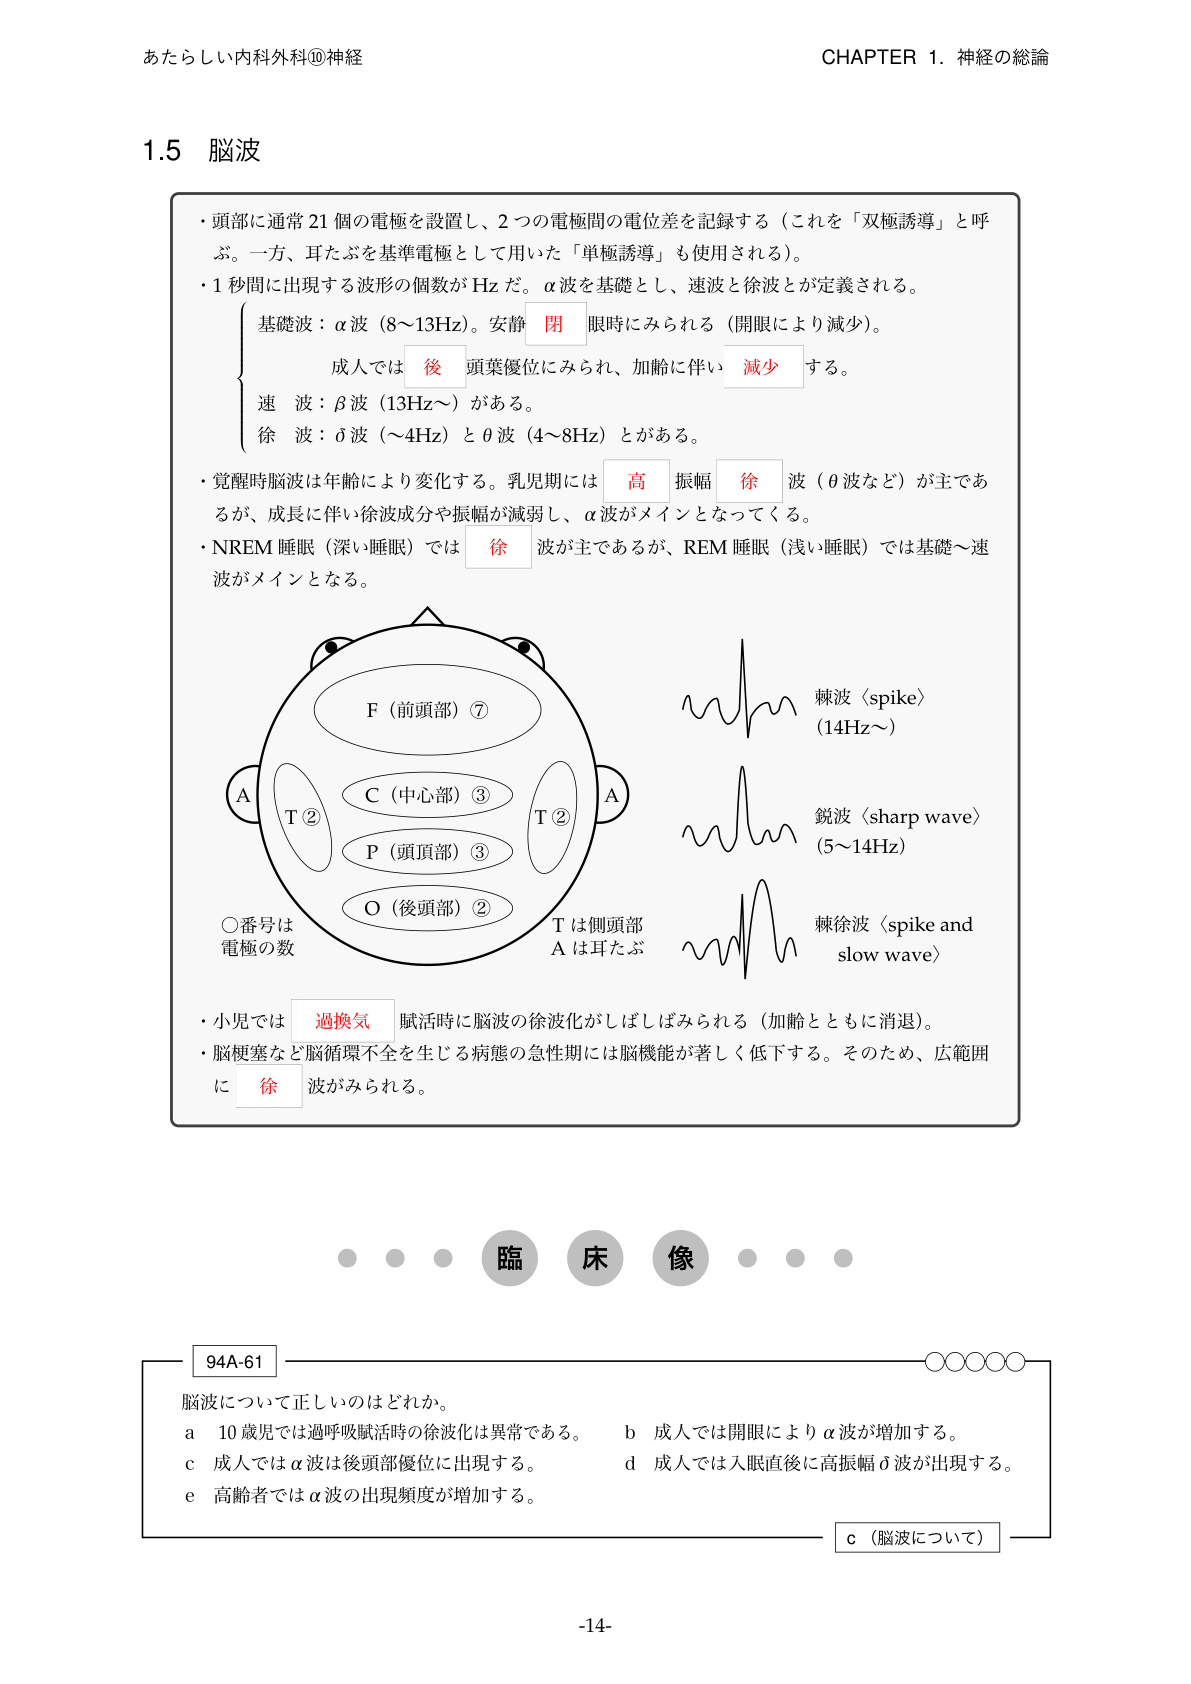 あたらしい内科外科⑩神経
CHAPTER 1. 神経の総論
1.5 脳波
・頭部に通常 21 個の電極を設置し、2 つの電極間の電位差を記録する（これを「双極誘導」と呼
ぶ。一方、耳たぶを基準電極として用いた「単極誘導」も使用される）。
・1 秒間に出現する波形の個数が Hz だ。α 波を基礎とし、速波と徐波とが定義される。
基礎波：α 波（8〜13Hz）。安静 閉 眼時にみられる（開眼により減少）。
成人では 後 頭葉優位にみられ、加齢に伴い 減少 する。
速　波：β 波（13Hz〜）がある。
徐　波：δ 波（〜4Hz）と θ 波（4〜8Hz）とがある。
・覚醒時脳波は年齢により変化する。乳児期には 高 振幅 徐 波（θ 波など）が主であ
るが、成長に伴い徐波成分や振幅が減弱し、α 波がメインとなってくる。
・NREM 睡眠（深い睡眠）では 徐 波が主であるが、REM 睡眠（浅い睡眠）では基礎〜速
波がメインとなる。
F（前頭部）⑦
C（中心部）③
P（頭頂部）③
O（後頭部）②
T ②
T ②
A
A
○番号は
電極の数
T は側頭部
A は耳たぶ
棘波〈spike〉
（14Hz〜）
鋭波〈sharp wave〉
（5〜14Hz）
棘徐波〈spike and
slow wave〉
・小児では 過換気 賦活時に脳波の徐波化がしばしばみられる（加齢とともに消退）。
・脳梗塞など脳循環不全を生じる病態の急性期には脳機能が著しく低下する。そのため、広範囲
に 徐 波がみられる。
臨 床 像
94A-61
脳波について正しいのはどれか。
a　10 歳児では過呼吸賦活時の徐波化は異常である。
b　成人では開眼により α 波が増加する。
c　成人では α 波は後頭部優位に出現する。
d　成人では入眠直後に高振幅 δ 波が出現する。
e　高齢者では α 波の出現頻度が増加する。
c （脳波について）
-14-